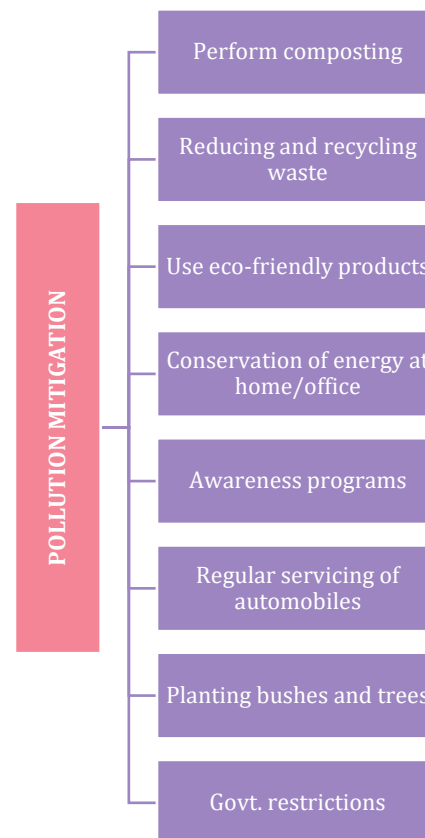 POLLUTION MITIGATION
Perform composting
Reducing and recycling
waste
Use eco-friendly products
Conservation of energy at
home/office
Awareness programs
Regular servicing of
automobiles
Planting bushes and trees
Govt. restrictions